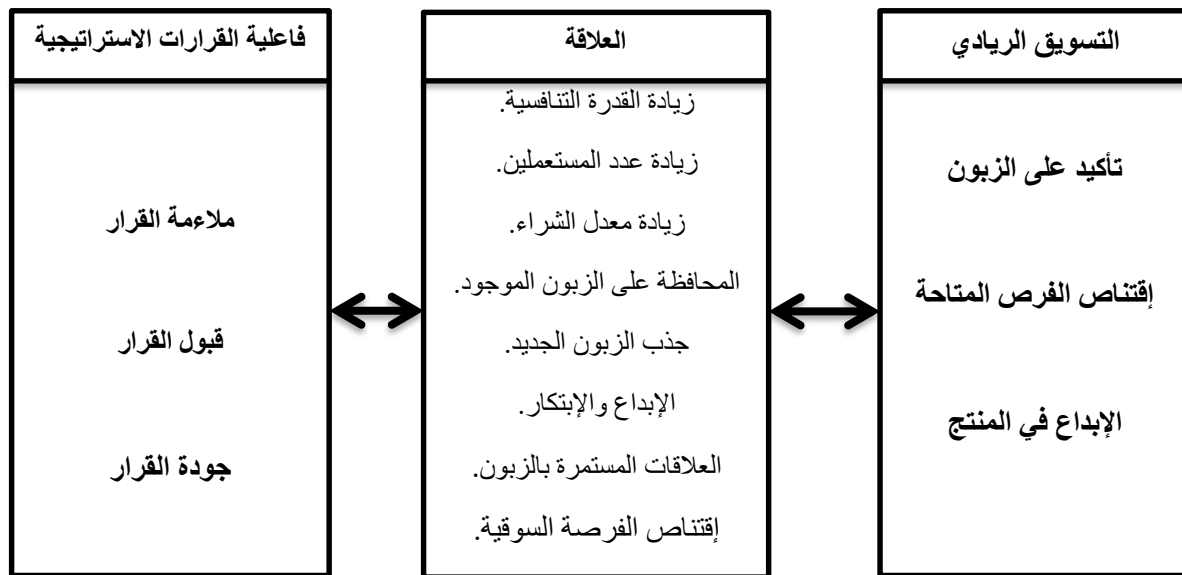 التسويق الريادي
تأكيد على الزبون
إقتناص الفرص المتاحة
الإبداع في المنتج
العلاقة
زيادة القدرة التنافسية.
زيادة عدد المستعملين.
زيادة معدل الشراء.
المحافظة على الزبون الموجود.
جذب الزبون الجديد.
الإبداع والإبتكار.
العلاقات المستمرة بالزبون.
إقتناص الفرصة السوقية.
فاعلية القرارات الاستراتيجية
ملاءمة القرار
قبول القرار
جودة القرار